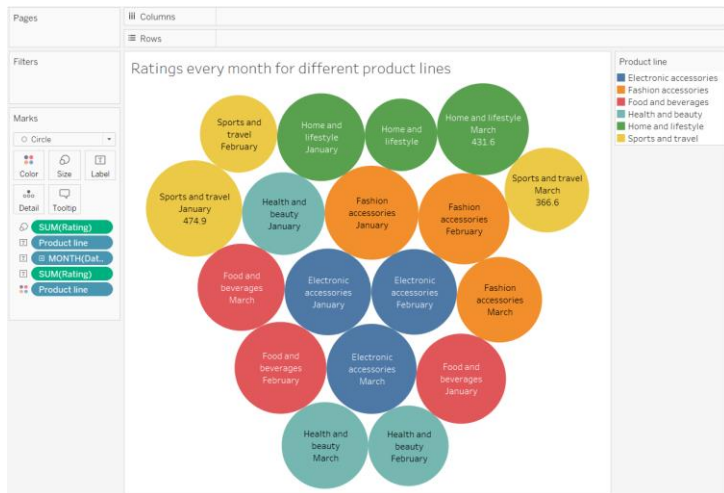 Pages
Columns
Rows
Filters
Marks
Circle
Color
Size
Label
Detail
Tooltip
SUM(Rating)
Product line
MONTH(Dat..
SUM(Rating)
Product line
Ratings every month for different product lines
Sports and
travel
February
Home and
lifestyle
January
Home and
lifestyle
Home and lifestyle
March
431.6
Sports and travel
January
474.9
Health and
beauty
January
Fashion
accessories
January
Fashion
accessories
February
Sports and travel
March
366.6
Food and
beverages
March
Electronic
accessories
January
Electronic
accessories
February
Fashion
accessories
March
Food and
beverages
February
Electronic
accessories
March
Food and
beverages
January
Health and
beauty
March
Health and
beauty
February
Product line
Electronic accessories
Fashion accessories
Food and beverages
Health and beauty
Home and lifestyle
Sports and travel